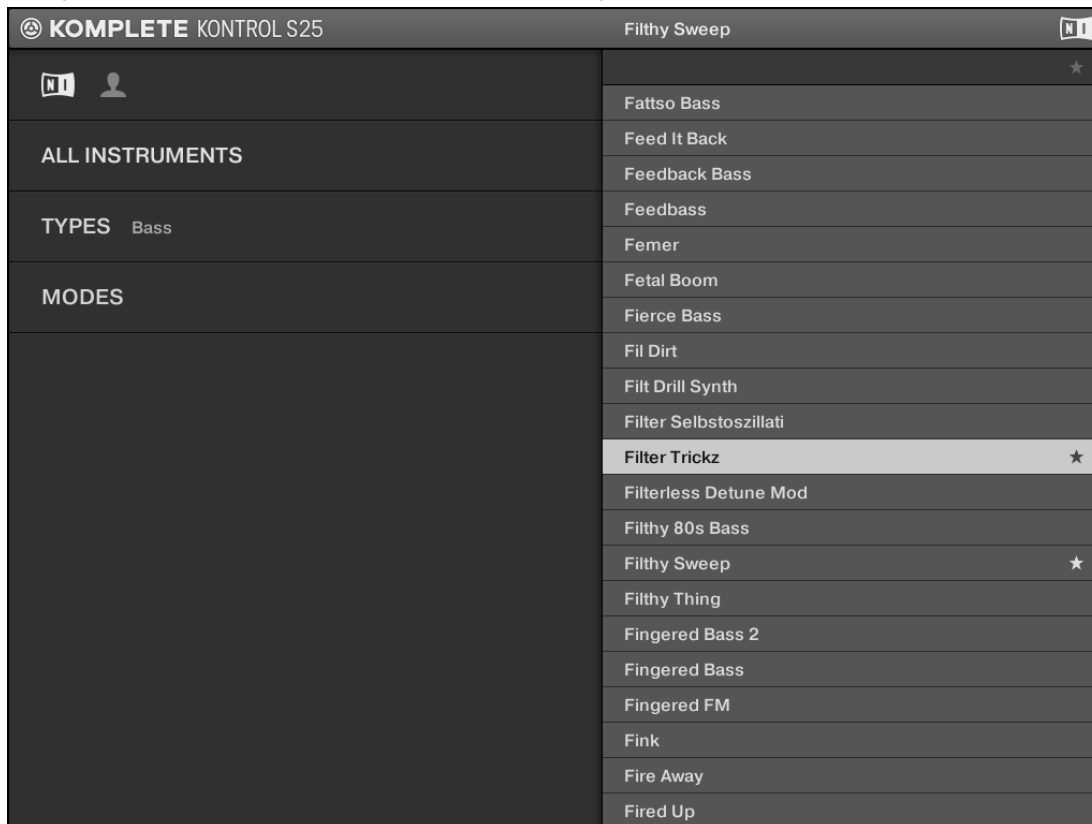 KOMPLETE KONTROL S25
Filthy Sweep
NI
NI
ALL INSTRUMENTS
TYPES Bass
MODES
Fattso Bass
Feed It Back
Feedback Bass
Feedbass
Femer
Fetal Boom
Fierce Bass
Fil Dirt
Filt Drill Synth
Filter Selbstoszillati
Filter Trickz
Filterless Detune Mod
Filthy 80s Bass
Filthy Sweep
Filthy Thing
Fingered Bass 2
Fingered Bass
Fingered FM
Fink
Fire Away
Fired Up